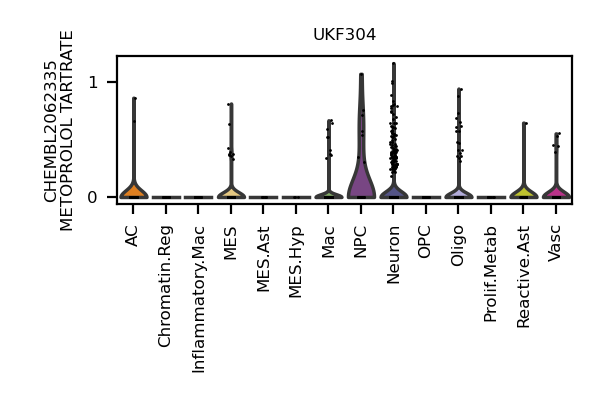 UKF304
CHEMBL2062335
METOPROLOL TARTRATE
1
0
AC
Chromatin.Reg
Inflammatory.Mac
MES
MES.Ast
MES.Hyp
Mac
NPC
Neuron
OPC
Oligo
Prolif.Metab
Reactive.Ast
Vasc